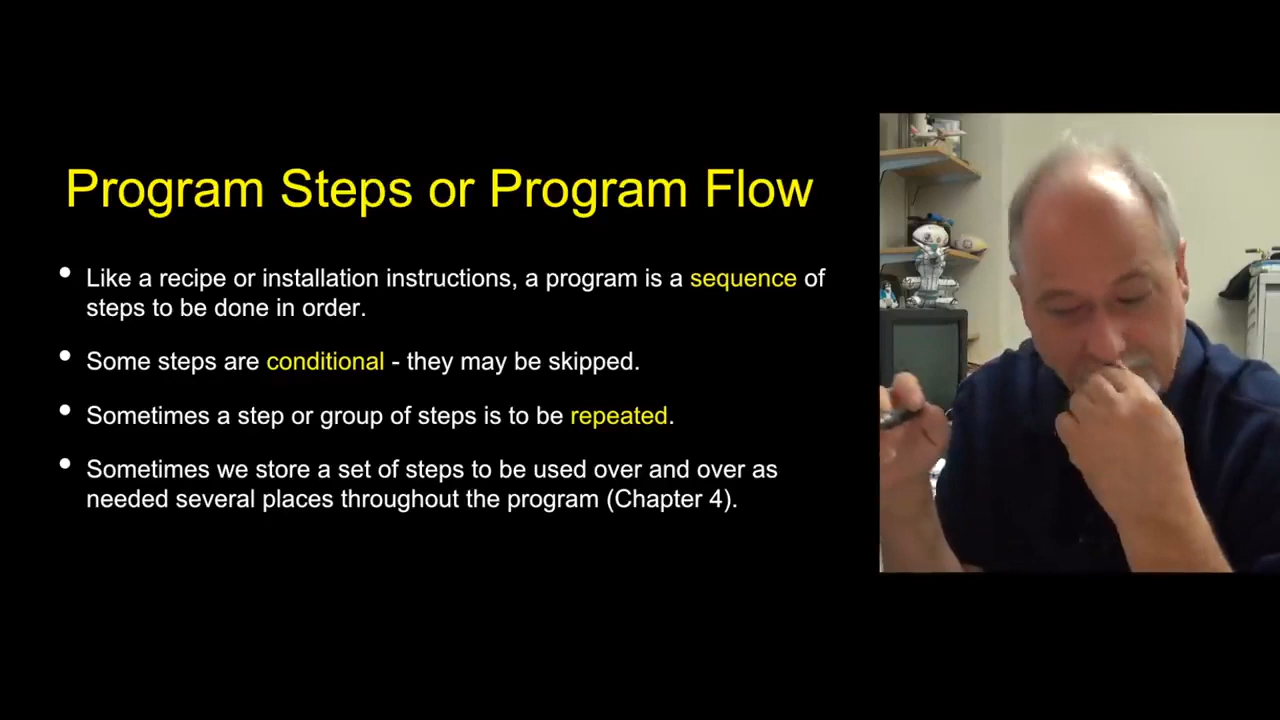 Program Steps or Program Flow
• Like a recipe or installation instructions, a program is a sequence of
steps to be done in order.
• Some steps are conditional - they may be skipped.
• Sometimes a step or group of steps is to be repeated.
• Sometimes we store a set of steps to be used over and over as
needed several places throughout the program (Chapter 4).